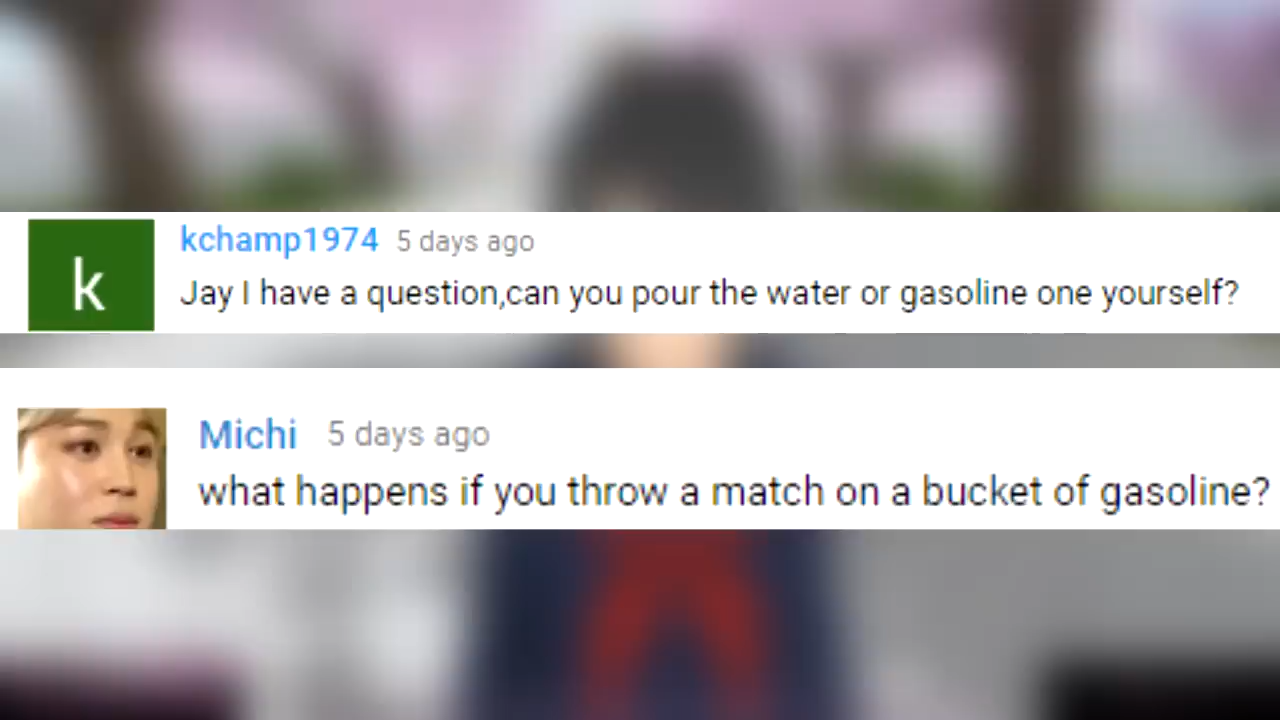 k
kchamp1974 5 days ago
Jay I have a question,can you pour the water or gasoline one yourself?
Michi 5 days ago
what happens if you throw a match on a bucket of gasoline?